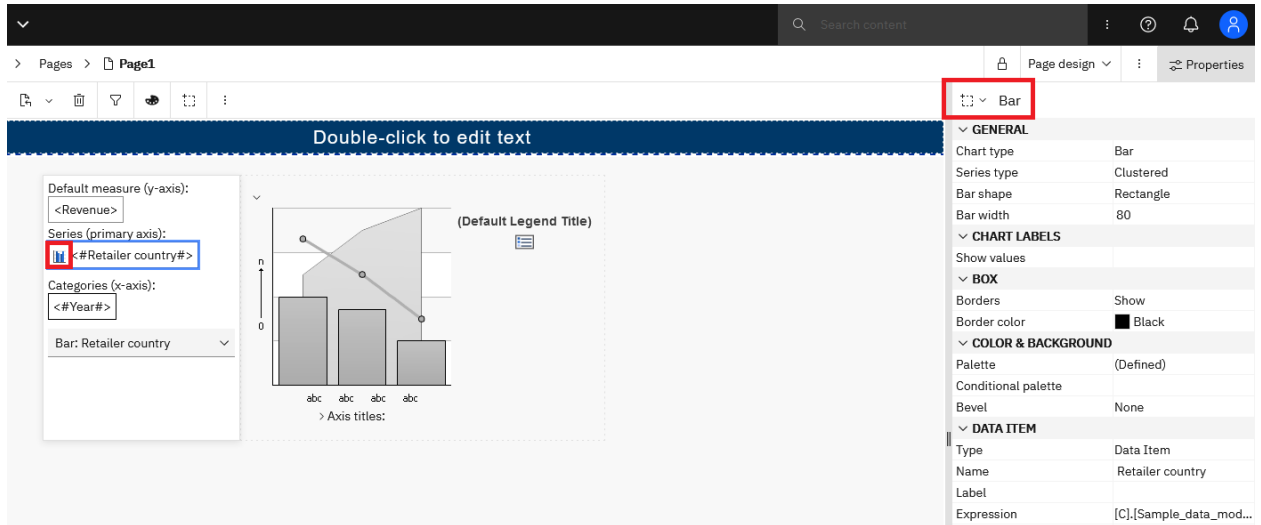 Search content
Pages > Page1
Page design
Properties
Bar
Double-click to edit text
Default measure (y-axis):
<Revenue>
Series (primary axis):
<#Retailer country#>
Categories (x-axis):
<#Year#>
Bar: Retailer country
n
0
abc abc abc abc
> Axis titles:
(Default Legend Title)
GENERAL
Chart type Bar
Series type Clustered
Bar shape Rectangle
Bar width 80
CHART LABELS
Show values
BOX
Borders Show
Border color Black
COLOR & BACKGROUND
Palette (Defined)
Conditional palette
Bevel None
DATA ITEM
Type Data Item
Name Retailer country
Label
Expression [C].[Sample_data_mod...